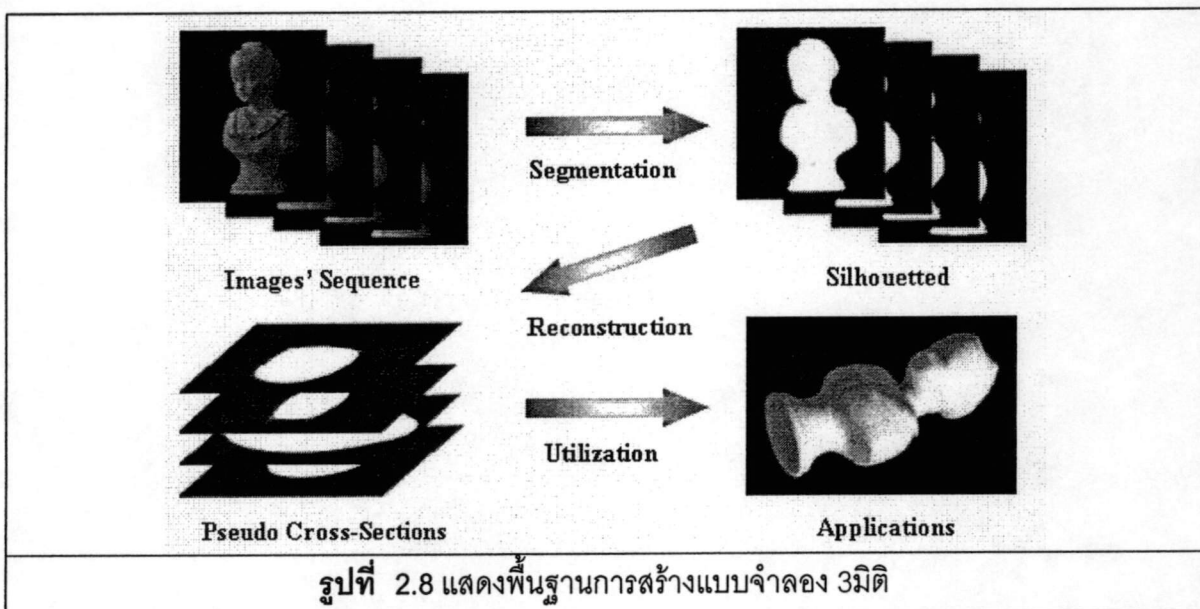 Segmentation
Images' Sequence
Silhouetted
Reconstruction
Utilization
Pseudo Cross-Sections
Applications
รูปที่ 2.8 แสดงพื้นฐานการสร้างแบบจำลอง 3มิติ